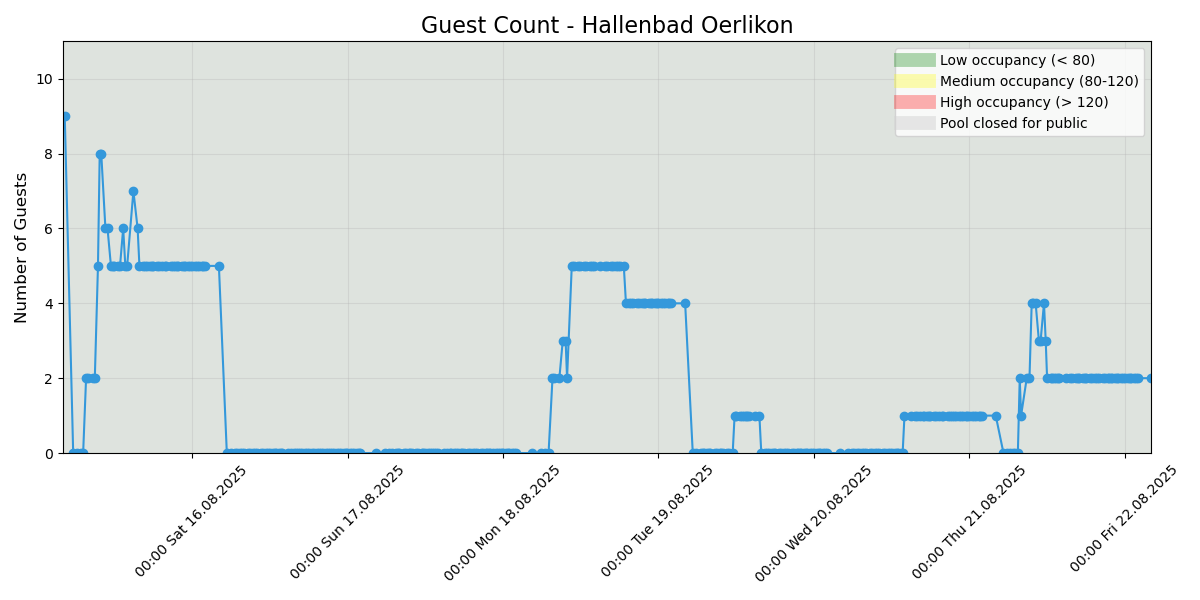 Guest Count - Hallenbad Oerlikon
Low occupancy (< 80)
Medium occupancy (80-120)
High occupancy (> 120)
Pool closed for public
Number of Guests
10
8
6
4
2
0
00:00 Sat 16.08.2025
00:00 Sun 17.08.2025
00:00 Mon 18.08.2025
00:00 Tue 19.08.2025
00:00 Wed 20.08.2025
00:00 Thu 21.08.2025
00:00 Fri 22.08.2025